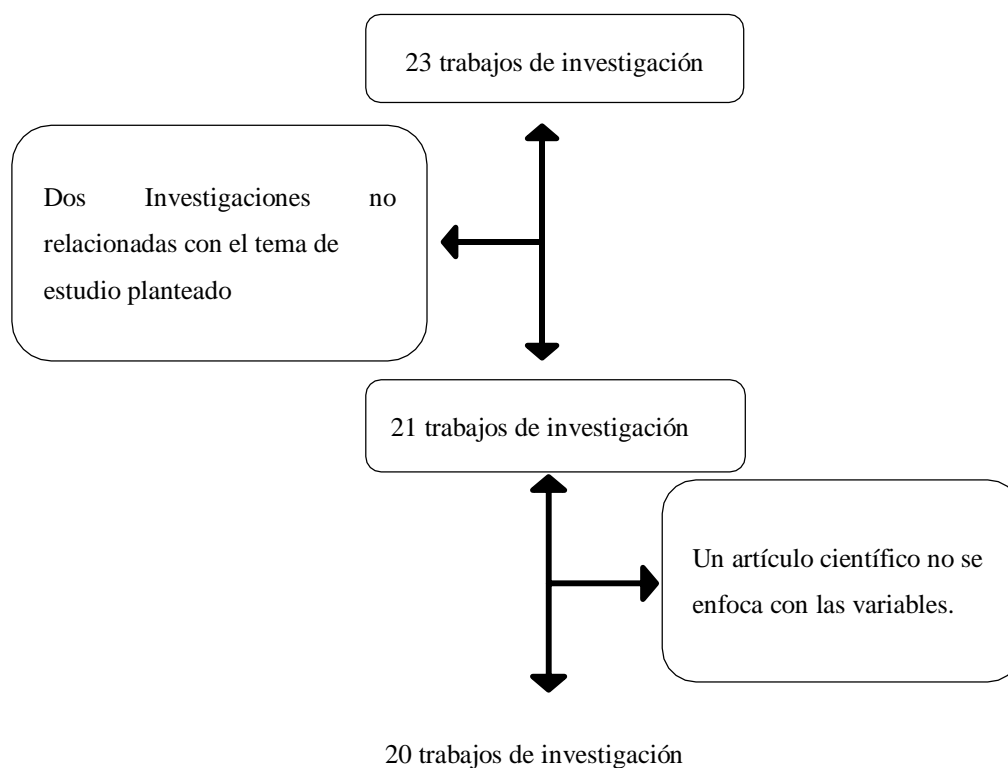 23 trabajos de investigación
Dos Investigaciones no
relacionadas con el tema de
estudio planteado
21 trabajos de investigación
Un artículo científico no se
enfoca con las variables.
20 trabajos de investigación